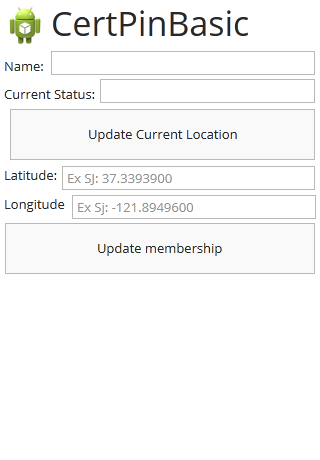 CertPinBasic
Name:
Current Status:
Update Current Location
Latitude: Ex SJ: 37.3393900
Longitude Ex SJ: -121.8949600
Update membership